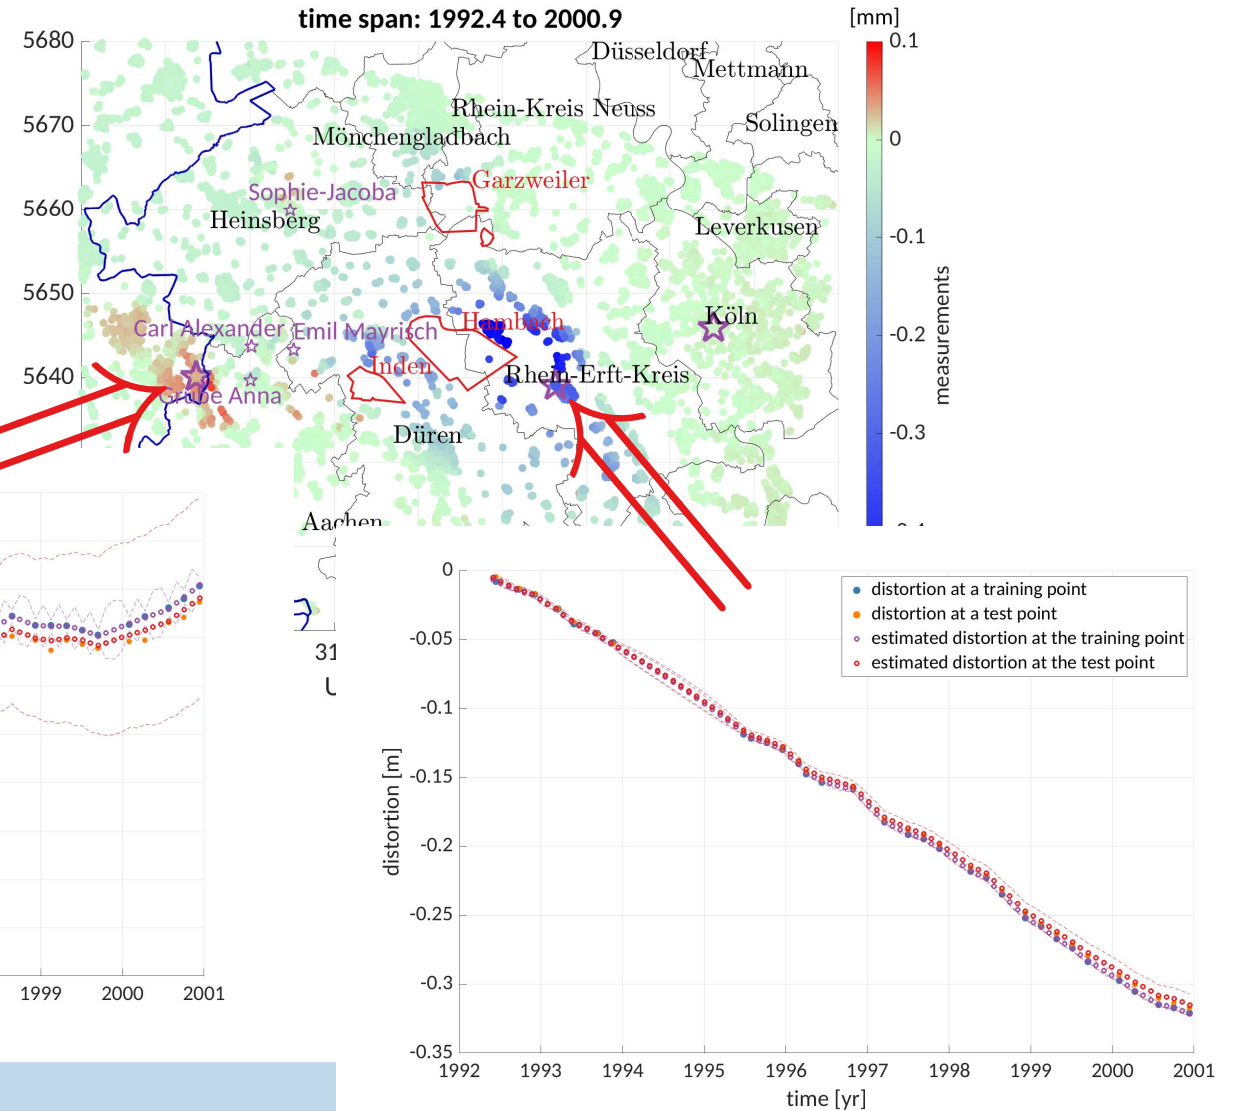 time span: 1992.4 to 2000.9
[mm]
5680
5670
5660
5650
5640
Düsseldorf
Mettmann
Rhein-Kreis Neuss
Solingen
Mönchengladbach
Garzweiler
Sophie-Jacoba
Heinsberg
Leverkusen
Köln
Carl Alexander
Emil Mayrisch
Hambach
Inden
Rhein-Erft-Kreis
Grube Anna
Düren
Aachen
0.1
0
-0.1
-0.2
-0.3
measurements
31
1999
2000
2001
distortion at a training point
distortion at a test point
estimated distortion at the training point
estimated distortion at the test point
0
-0.05
-0.1
-0.15
-0.2
-0.25
-0.3
-0.35
distortion [m]
1992
1993
1994
1995
1996
1997
1998
1999
2000
2001
time [yr]